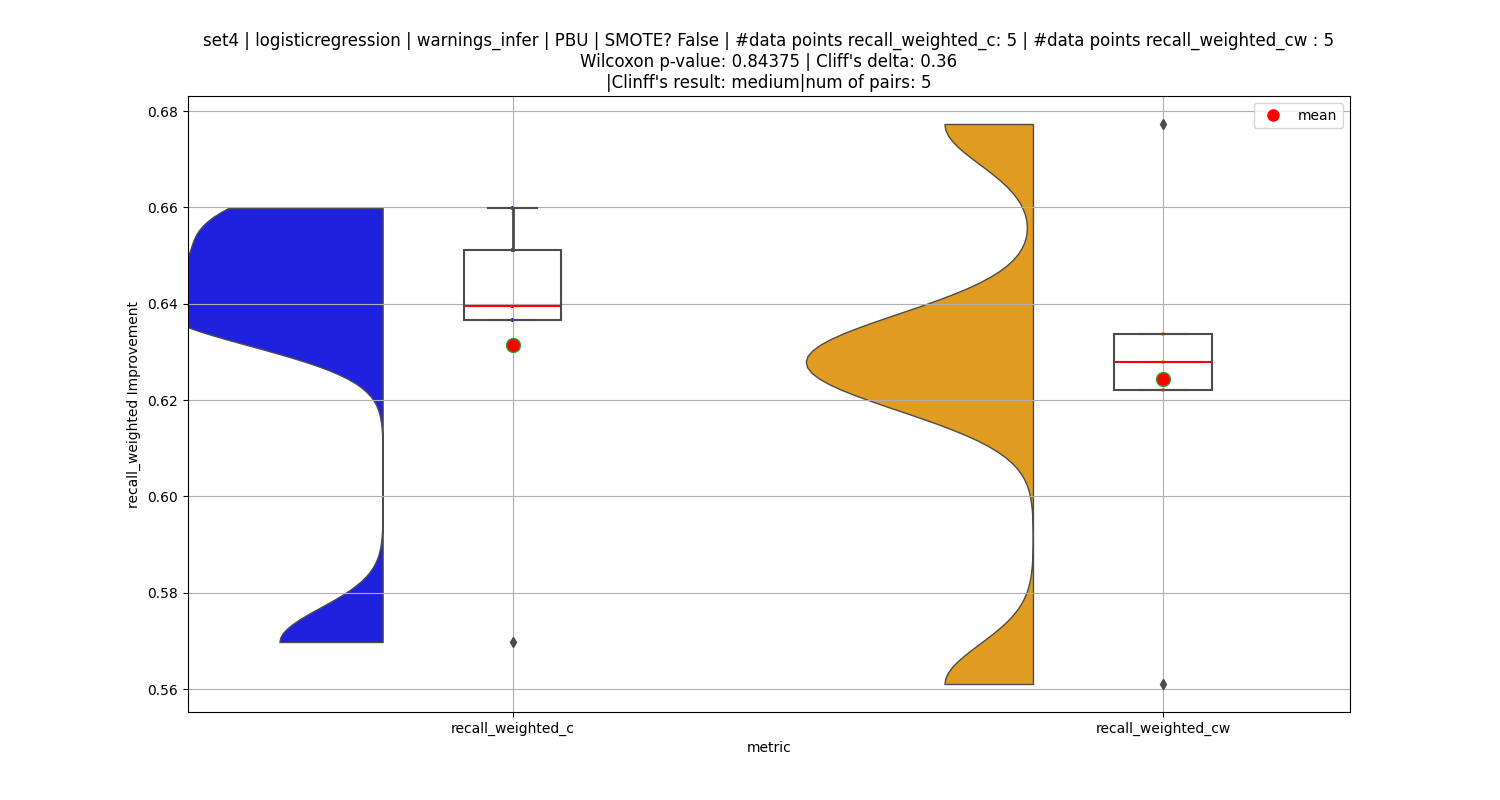 set4 | logisticregression | warnings_infer | PBU | SMOTE? False | #data points recall_weighted_c: 5 | #data points recall_weighted_cw : 5
Wilcoxon p-value: 0.84375 | Cliff's delta: 0.36
|Clinff's result: medium|num of pairs: 5
mean
0.68
0.66
0.64
0.62
0.60
0.58
0.56
recall_weighted Improvement
recall_weighted_c
recall_weighted_cw
metric